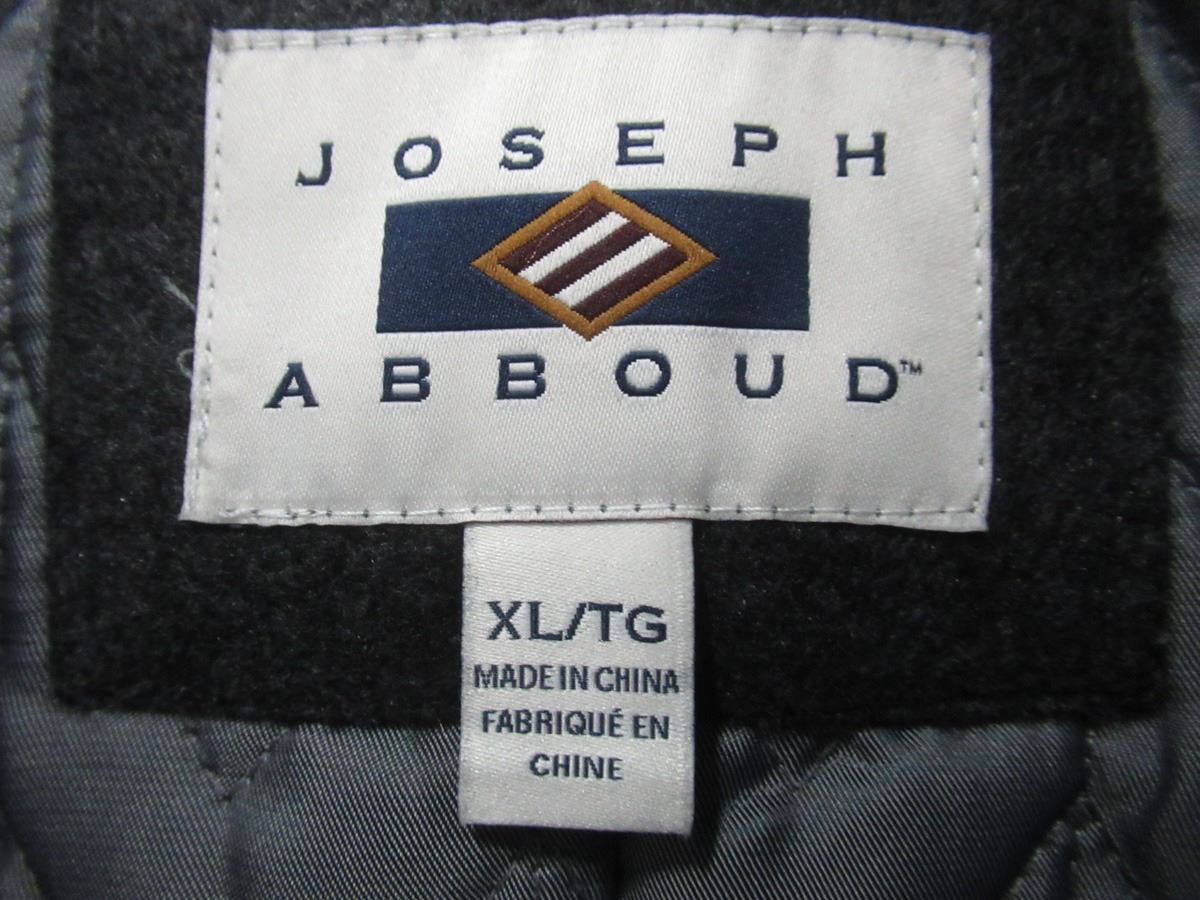 JOSEPH
ABBOUD™
XL/TG
MADE IN CHINA
FABRIQUÉ EN
CHINE